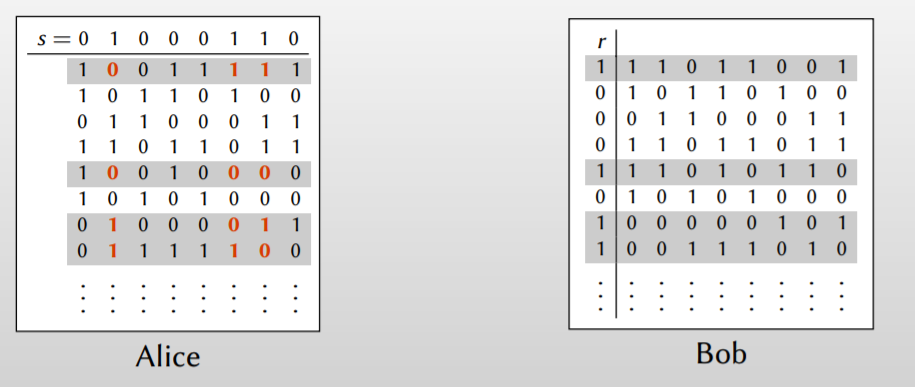 s = 0 1 0 0 0 1 1 0
1 0 0 1 1 1 1 1
1 0 1 1 0 1 0 0
0 1 1 0 0 0 1 1
1 1 0 1 1 0 1 1
1 0 0 1 0 0 0 0
1 0 1 0 1 0 0 0
0 1 0 0 0 0 1 1
0 1 1 1 1 1 0 0
⋮ ⋮ ⋮ ⋮ ⋮ ⋮ ⋮ ⋮
Alice
r
1 1 1 0 1 1 0 0 1
0 1 0 1 1 0 1 0 0
0 0 1 1 0 0 0 1 1
0 1 1 0 1 1 0 1 1
1 1 1 0 1 0 1 1 0
0 1 0 1 0 1 0 0 0
1 0 0 0 0 0 1 0 1
1 0 0 1 1 1 0 1 0
⋮ ⋮ ⋮ ⋮ ⋮ ⋮ ⋮ ⋮ ⋮
Bob